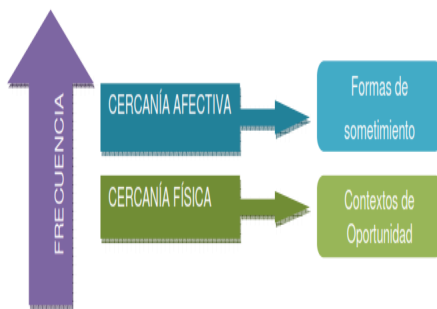 FRECUENCIA
CERCANÍA AFECTIVA
Formas de
sometimiento
CERCANÍA FÍSICA
Contextos de
Oportunidad